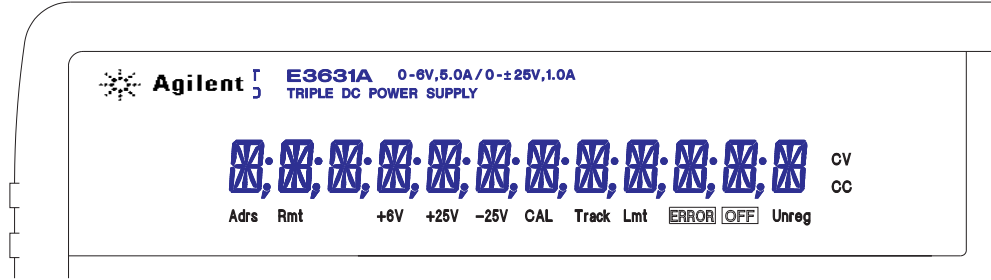 Agilent E3631A 0-6V,5.0A/0-±25V,1.0A
TRIPLE DC POWER SUPPLY
CV
CC
Adrs Rmt +6V +25V -25V CAL Track Lmt ERROR OFF Unreg